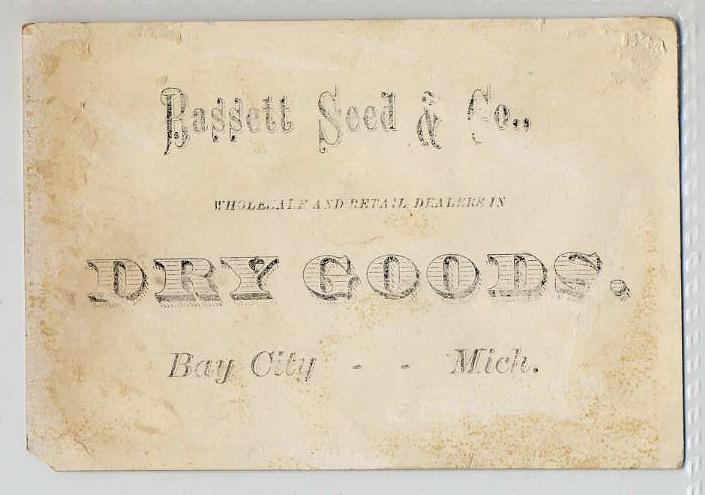 Bassett Seed & Co.,
WHOLESALE AND RETAIL DEALERS IN
DRY GOODS.
Bay City - - Mich.